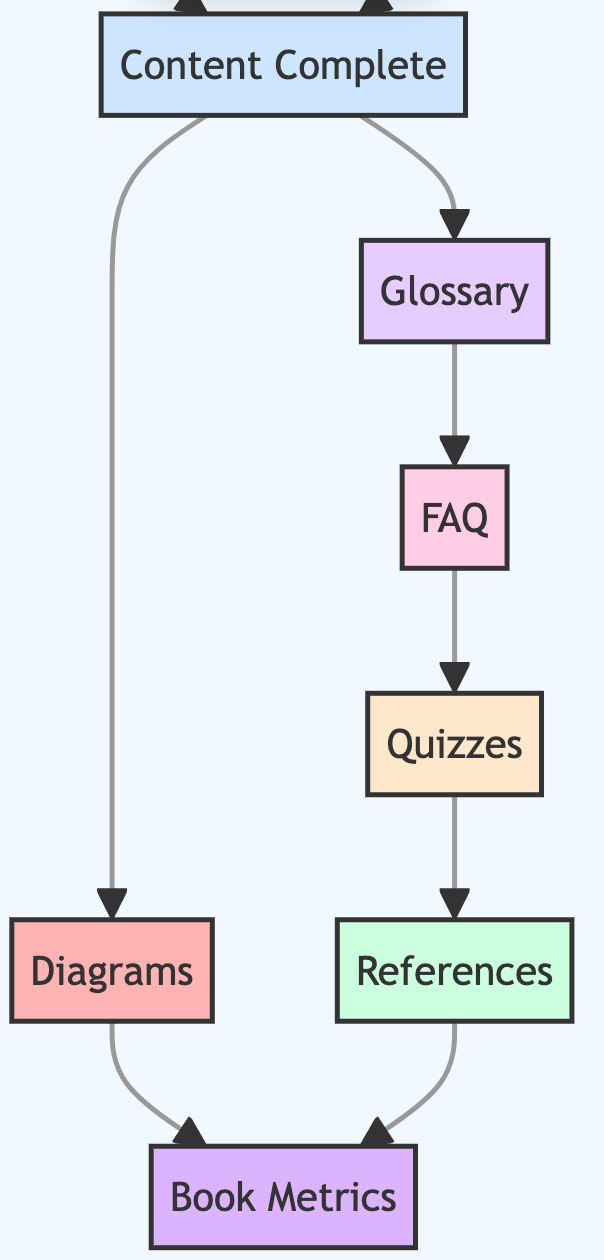 Content Complete
Glossary
FAQ
Quizzes
Diagrams
References
Book Metrics